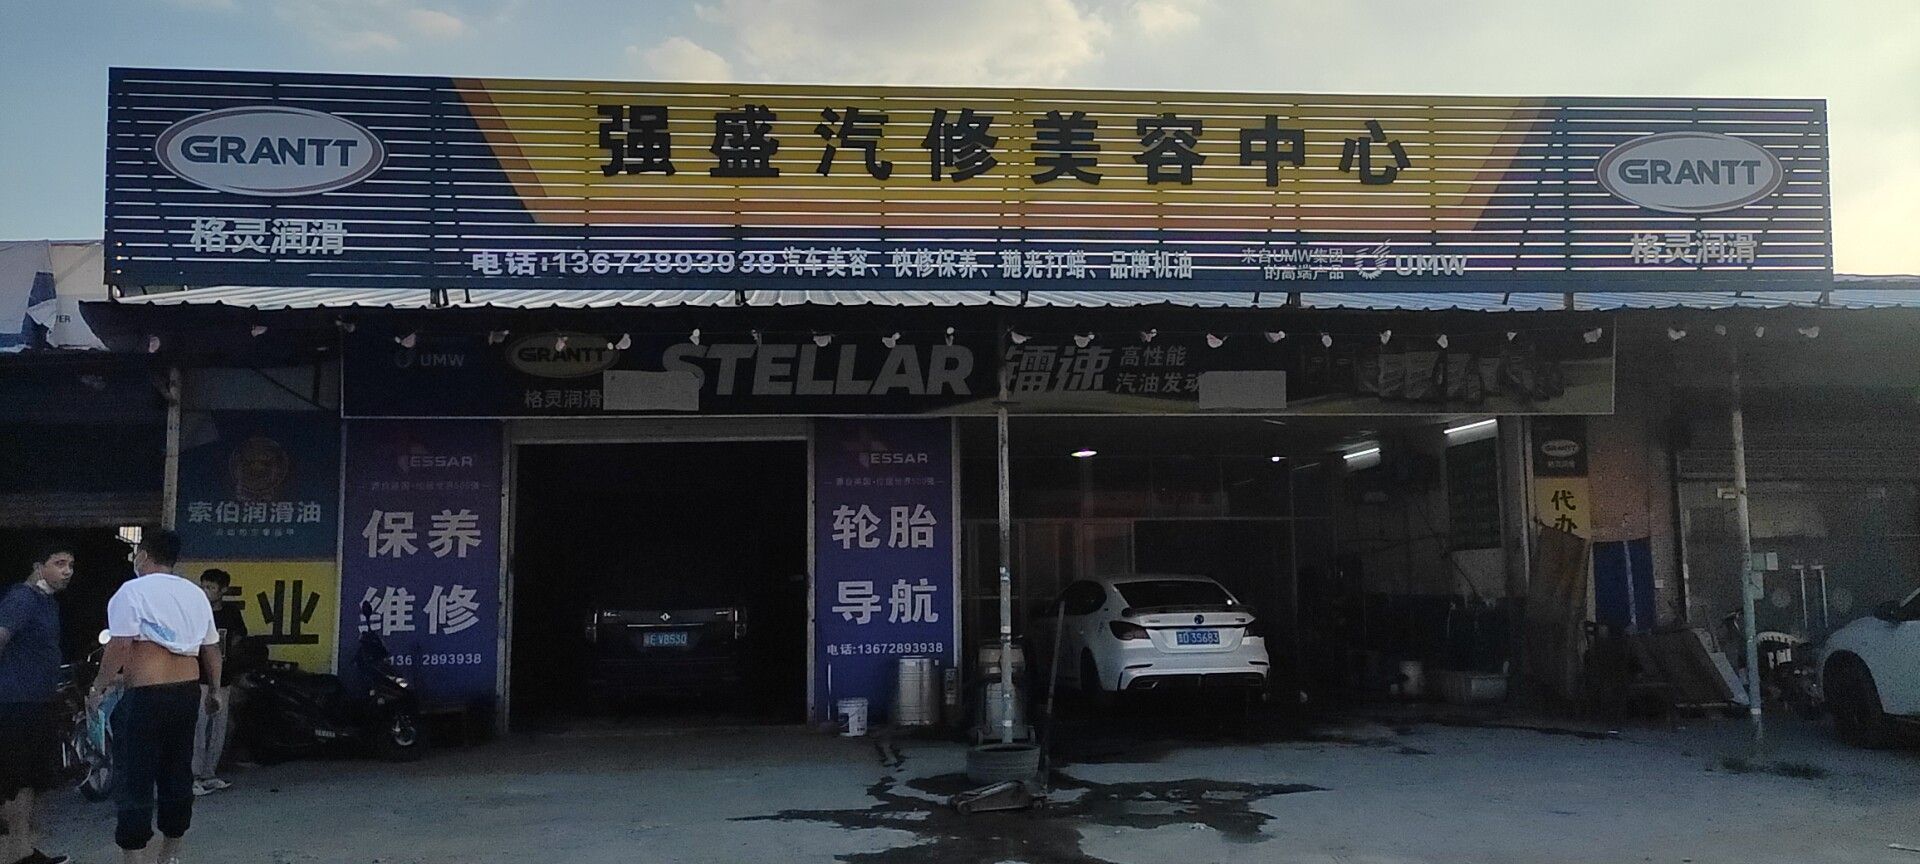 GRANTT
格灵润滑
强盛汽修美容中心
电话:13672893938 汽车美容、快修保养、抛光打蜡、品牌机油
来自UMW集团
的高端产品
UMW
GRANTT
格灵润滑
UMW
GRANTT
格灵润滑
STELLAR
镭速
高性能
汽油发动
索伯润滑油
业
ESSAR
保养
维修
ESSAR
轮胎
导航
电话:13672893938
GRANTT
代
办
D 3S683